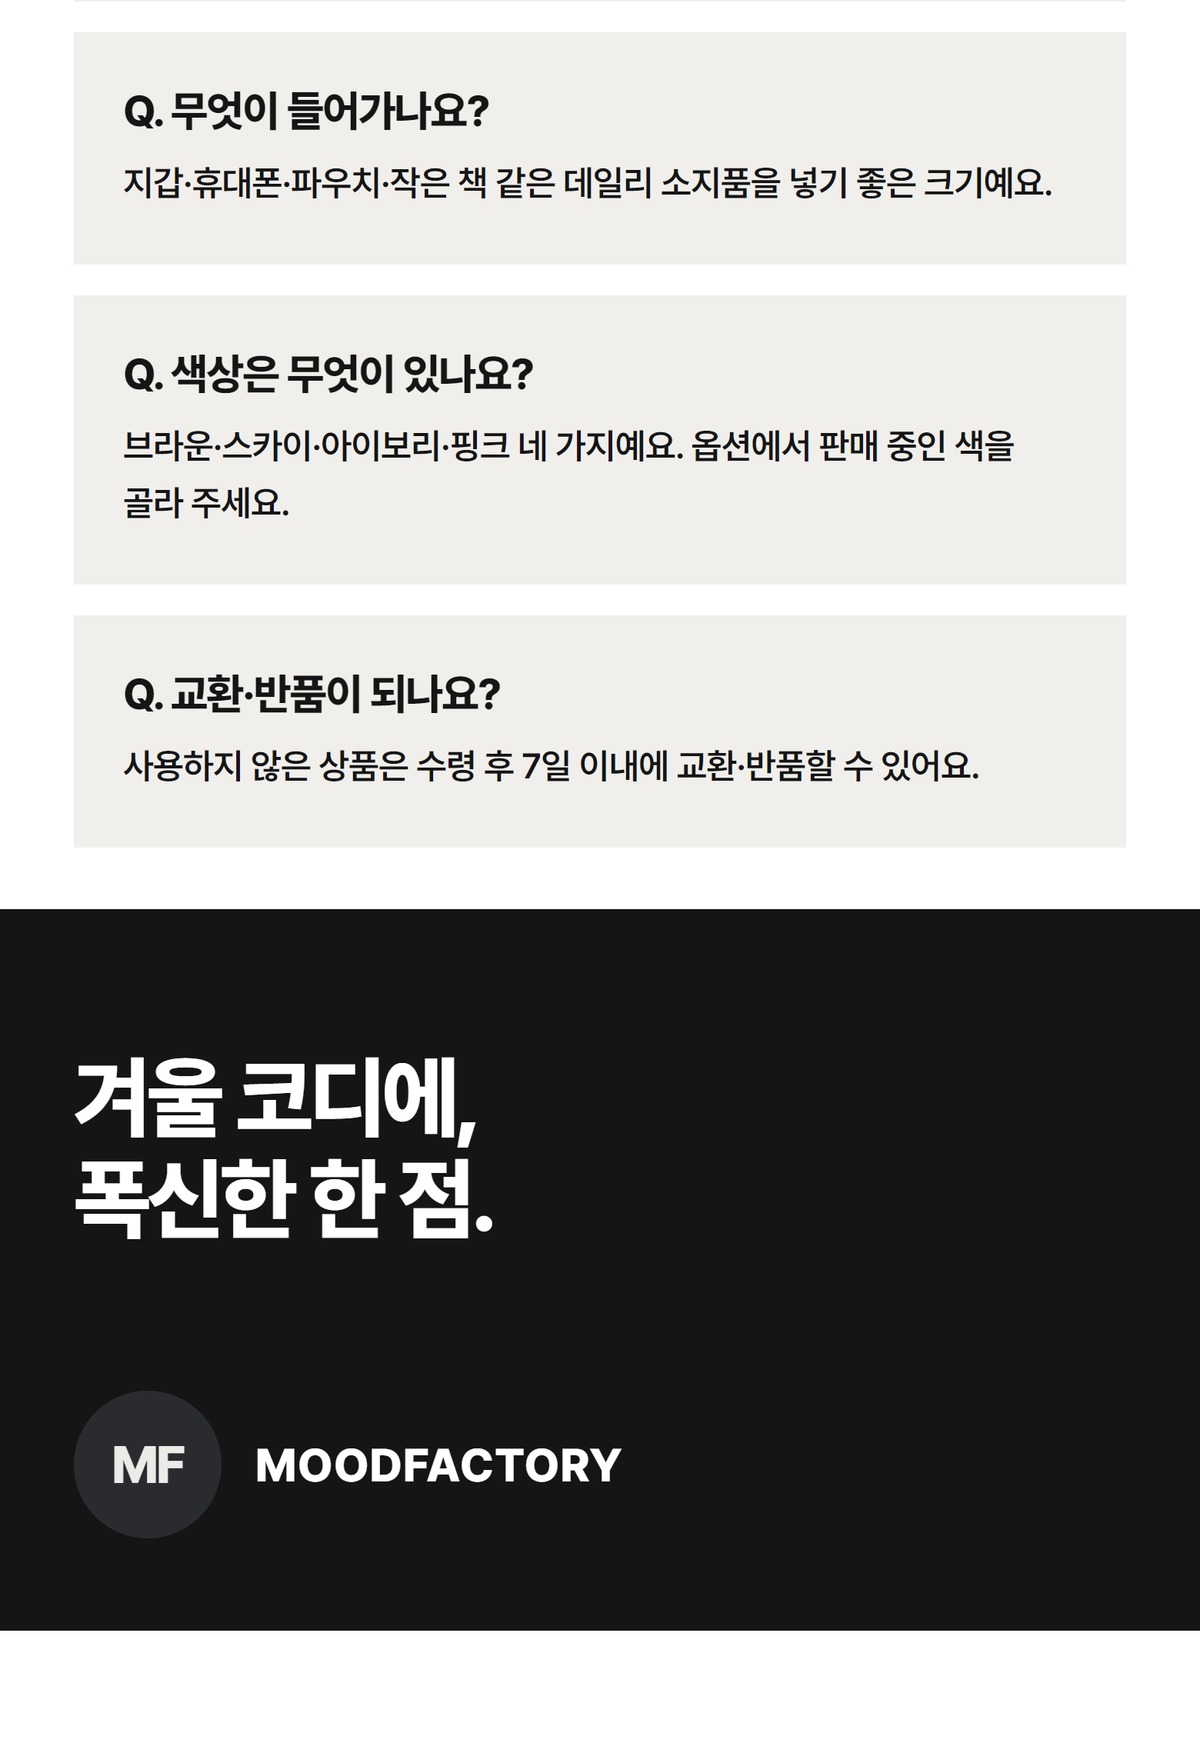 Q. 무엇이 들어가나요?
지갑·휴대폰·파우치·작은 책 같은 데일리 소지품을 넣기 좋은 크기예요.
Q. 색상은 무엇이 있나요?
브라운·스카이·아이보리·핑크 네 가지예요. 옵션에서 판매 중인 색을
골라 주세요.
Q. 교환·반품이 되나요?
사용하지 않은 상품은 수령 후 7일 이내에 교환·반품할 수 있어요.
겨울 코디에,
폭신한 한 점.
MF MOODFACTORY